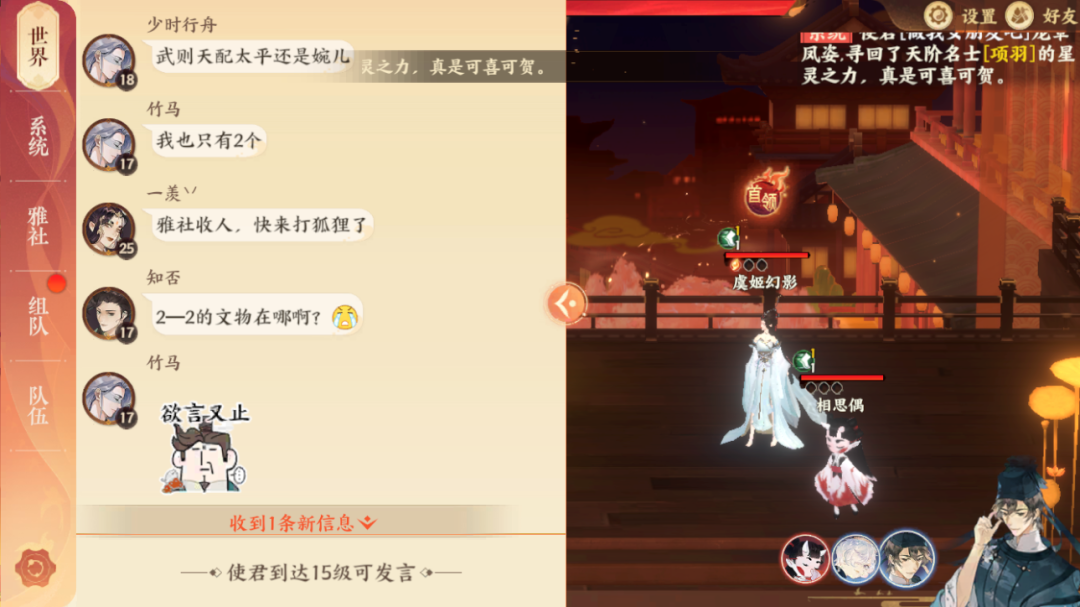 世界
系统
雅社
组队
队伍
少时行舟
18
武则天配太平还是婉儿
灵之力，真是可喜可贺。
竹马
17
我也只有2个
一羡丷
25
雅社收人，快来打狐狸了
知否
17
2—2的文物在哪啊？😭
竹马
17
欲言又止
收到1条新信息
使君到达15级可发言
设置
好友
凤姿,寻回了天阶名士[项羽]的星
灵之力，真是可喜可贺。
首领
虞姬幻影
相思偶